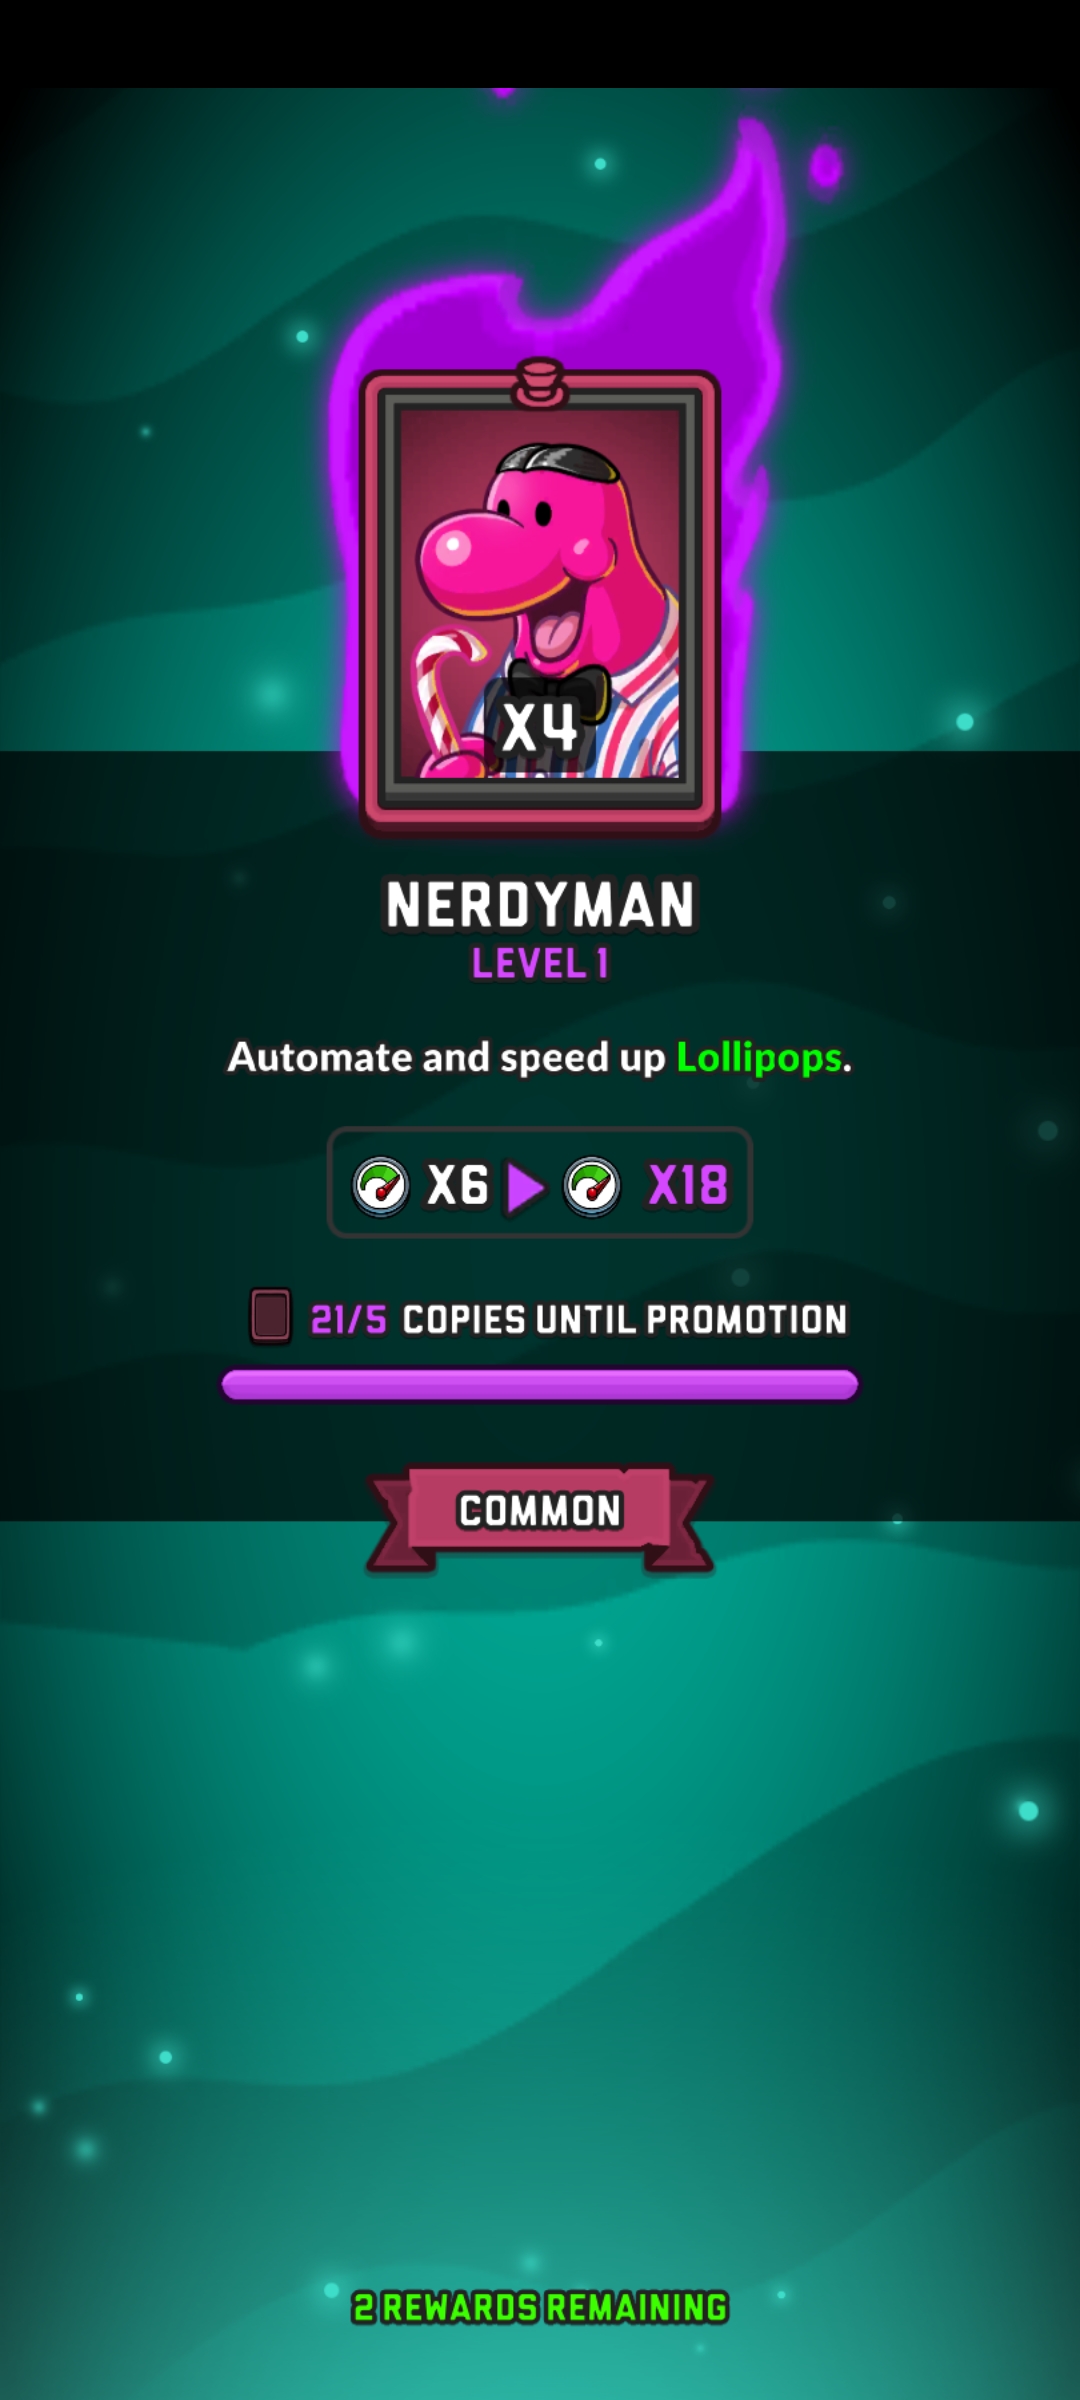 X4
NERDYMAN
LEVEL 1
Automate and speed up Lollipops.
X6 X18
21/5 COPIES UNTIL PROMOTION
COMMON
2 REWARDS REMAINING